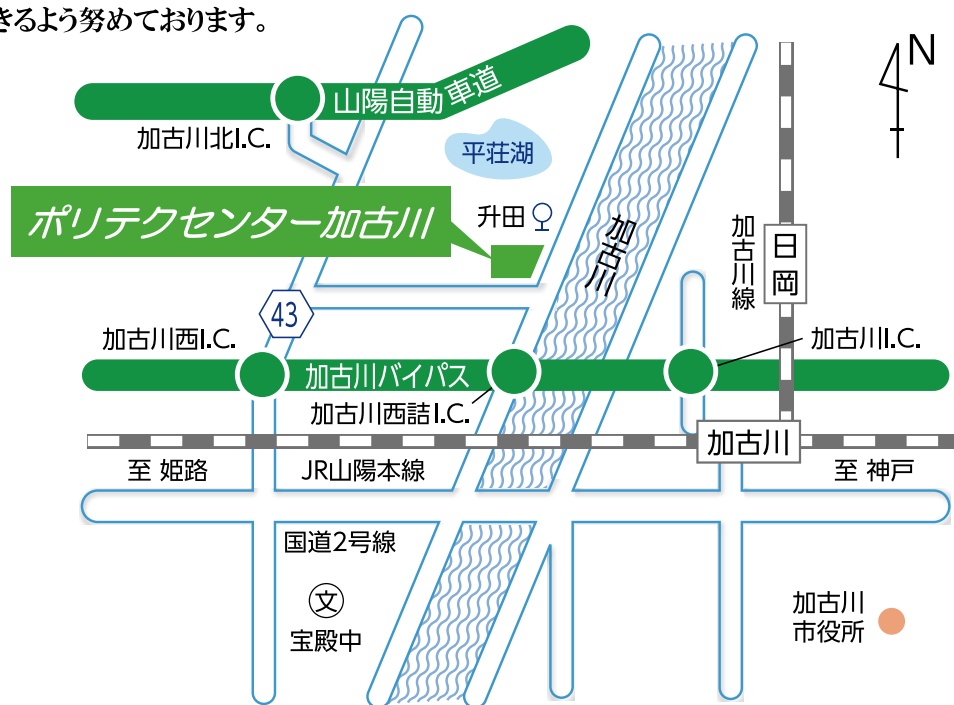 きるよう努めております。
N
山陽自動車道
加古川北I.C.
平荘湖
ポリテクセンター加古川
升田
加古川
加古川線
日岡
43
加古川西I.C.
加古川I.C.
加古川バイパス
加古川西詰I.C.
加古川
至 姫路
JR山陽本線
至 神戸
国道2号線
文
宝殿中
加古川
市役所